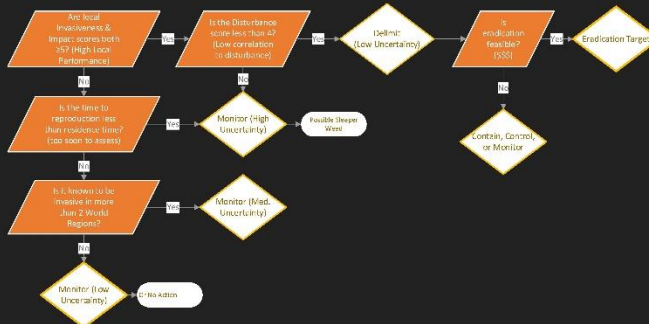 Are local
Invasiveness &
Impact scores both
≥5? (High Local
Performance)
Yes
Is the Disturbance
score less than 4?
(Low correlation
to disturbance)
Yes
Delimit
(Low Uncertainty)
Is
eradication
feasible?
($$$)
Yes
Eradication Target
No
No
No
Is the time to
reproduction less
than residence time?
(too soon to assess)
Yes
Monitor (High
Uncertainty)
Possible Sleeper
Weed
Contain, Control,
or Monitor
No
Is it known to be
Invasive in more
than 2 World
Regions?
Yes
Monitor (Med.
Uncertainty)
No
Monitor (Low
Uncertainty)
Or No Action